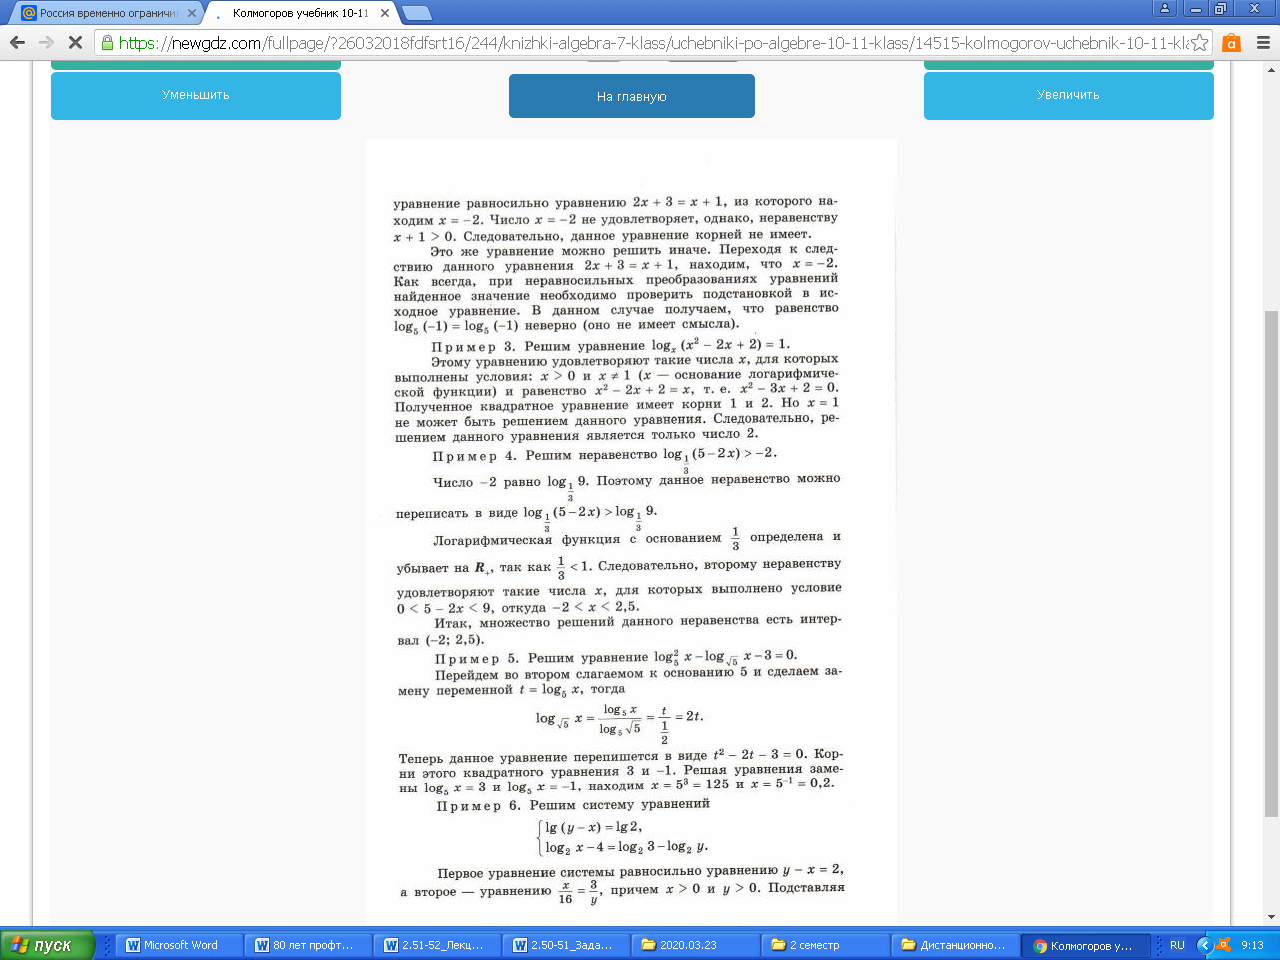 Россия временно ограничи
Колмогоров учебник 10-11
https://newgdz.com/fullpage/?26032018fdfsrt16/244/knizhki-algebra-7-klass/uchebniki-po-algebre-10-11-klass/14515-kolmogorov-uchebnik-10-11-kla
Уменьшить
На главную
Увеличить
уравнение равносильно уравнению 2x + 3 = x + 1, из которого на-
ходим x = −2. Число x = −2 не удовлетворяет, однако, неравенству
x + 1 > 0. Следовательно, данное уравнение корней не имеет.
Это же уравнение можно решить иначе. Переходя к след-
ствию данного уравнения 2x + 3 = x + 1, находим, что x = −2.
Как всегда, при неравносильных преобразованиях уравнений
найденное значение необходимо проверить подстановкой в ис-
ходное уравнение. В данном случае получаем, что равенство
log₅ (−1) = log₅ (−1) неверно (оно не имеет смысла).
Пример 3. Решим уравнение logₓ (x² − 2x + 2) = 1.
Этому уравнению удовлетворяют такие числа x, для которых
выполнены условия: x > 0 и x ≠ 1 (x — основание логарифмиче-
ской функции) и равенство x² − 2x + 2 = x, т. е. x² − 3x + 2 = 0.
Полученное квадратное уравнение имеет корни 1 и 2. Но x = 1
не может быть решением данного уравнения. Следовательно, ре-
шением данного уравнения является только число 2.
Пример 4. Решим неравенство log_{1/3} (5 − 2x) > −2.
Число −2 равно log_{1/3} 9. Поэтому данное неравенство можно
переписать в виде log_{1/3} (5 − 2x) > log_{1/3} 9.
Логарифмическая функция с основанием 1/3 определена и
убывает на R₊, так как 1/3 < 1. Следовательно, второму неравенству
удовлетворяют такие числа x, для которых выполнено условие
0 < 5 − 2x < 9, откуда −2 < x < 2,5.
Итак, множество решений данного неравенства есть интер-
вал (−2; 2,5).
Пример 5. Решим уравнение log₅² x − log_{√5} x − 3 = 0.
Перейдем во втором слагаемом к основанию 5 и сделаем за-
мену переменной t = log₅ x, тогда
log_{√5} x = log₅ x / log₅ √5 = t / (1/2) = 2t.
Теперь данное уравнение перепишется в виде t² − 2t − 3 = 0. Кор-
ни этого квадратного уравнения 3 и −1. Решая уравнения заме-
ны log₅ x = 3 и log₅ x = −1, находим x = 5³ = 125 и x = 5⁻¹ = 0,2.
Пример 6. Решим систему уравнений
lg (y − x) = lg 2,
log₂ x − 4 = log₂ 3 − log₂ y.
Первое уравнение системы равносильно уравнению y − x = 2,
а второе — уравнению x/16 = 3/y, причем x > 0 и y > 0. Подставляя
пуск
Microsoft Word
80 лет профт...
2.51-52_Лекц...
2.50-51_Зада...
2020.03.23
2 семестр
Дистанционно...
Колмогоров у...
RU
9:13